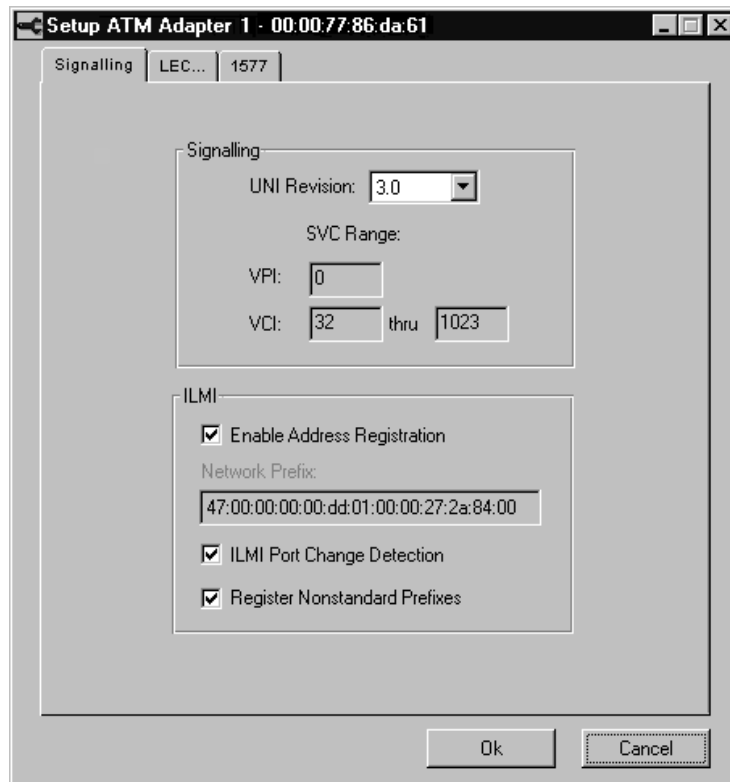 Setup ATM Adapter 1 - 00:00:77:86:da:61
Signalling LEC... 1577
Signalling
UNI Revision: 3.0
SVC Range:
VPI: 0
VCI: 32 thru 1023
ILMI
Enable Address Registration
Network Prefix:
47:00:00:00:00:dd:01:00:00:27:2a:84:00
ILMI Port Change Detection
Register Nonstandard Prefixes
Ok Cancel